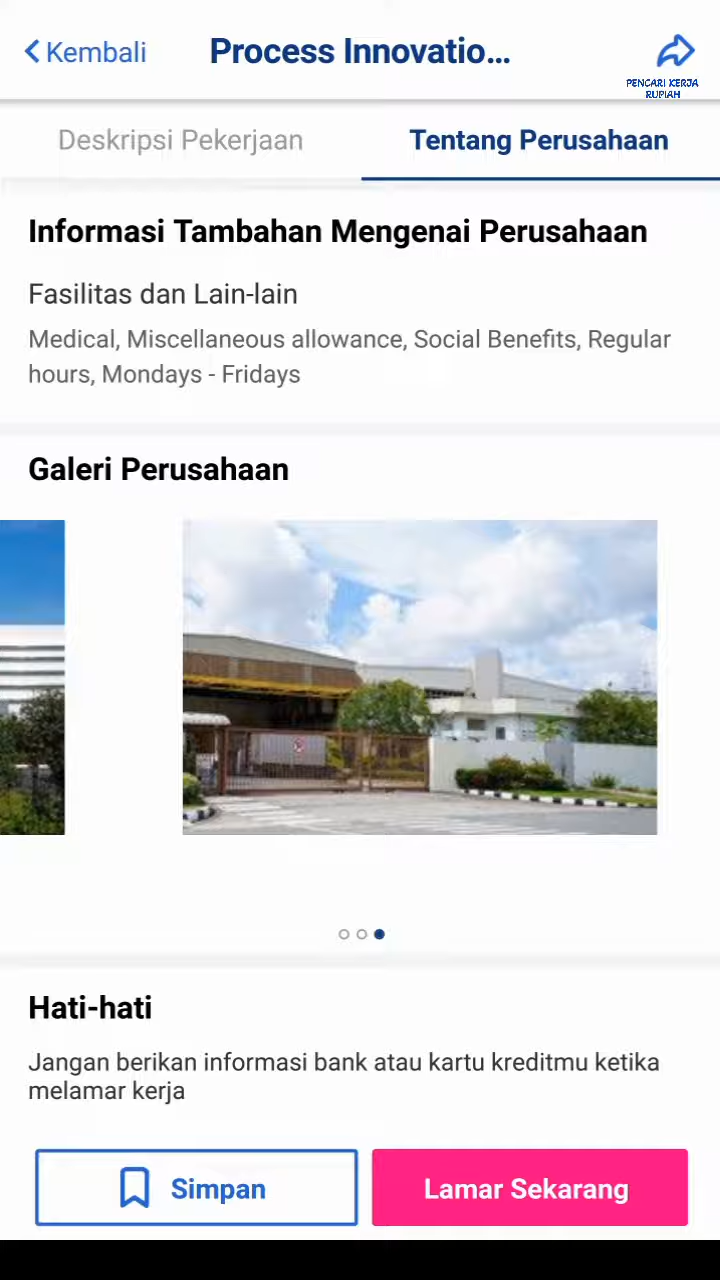 Kembali
Process Innovatio...
PENCARI KERJA
RUPIAH
Deskripsi Pekerjaan
Tentang Perusahaan
Informasi Tambahan Mengenai Perusahaan
Fasilitas dan Lain-lain
Medical, Miscellaneous allowance, Social Benefits, Regular
hours, Mondays - Fridays
Galeri Perusahaan
Hati-hati
Jangan berikan informasi bank atau kartu kreditmu ketika
melamar kerja
Simpan
Lamar Sekarang